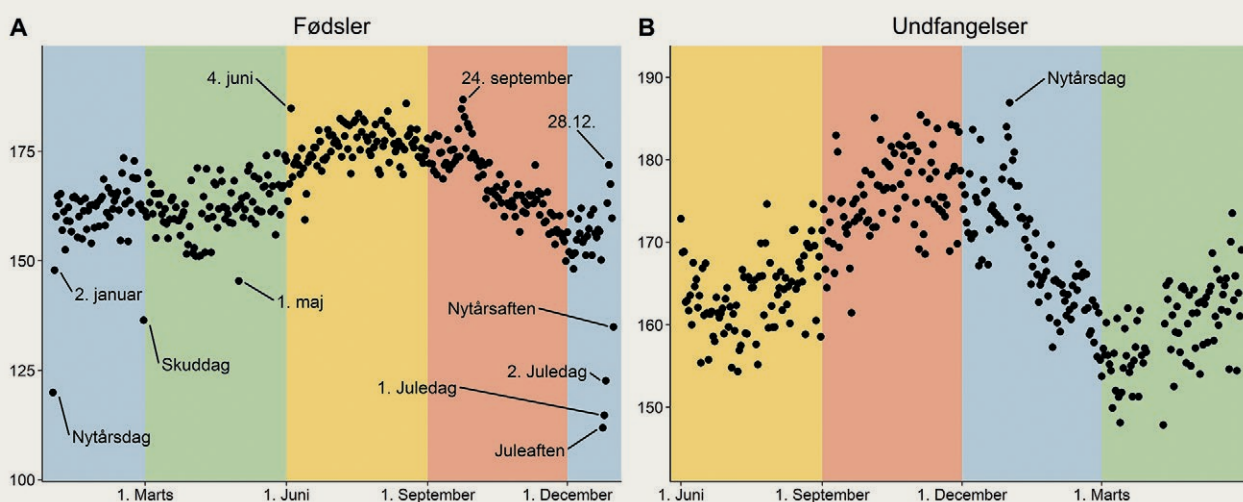 A
Fødsler
4. juni
24. september
28.12.
175
150
125
100
2. januar
1. maj
Skuddag
Nytårsdag
Nytårsaften
2. Juledag
1. Juledag
Juleaften
1. Marts
1. Juni
1. September
1. December
B
Undfangelser
190
180
170
160
150
Nytårsdag
1. Juni
1. September
1. December
1. Marts